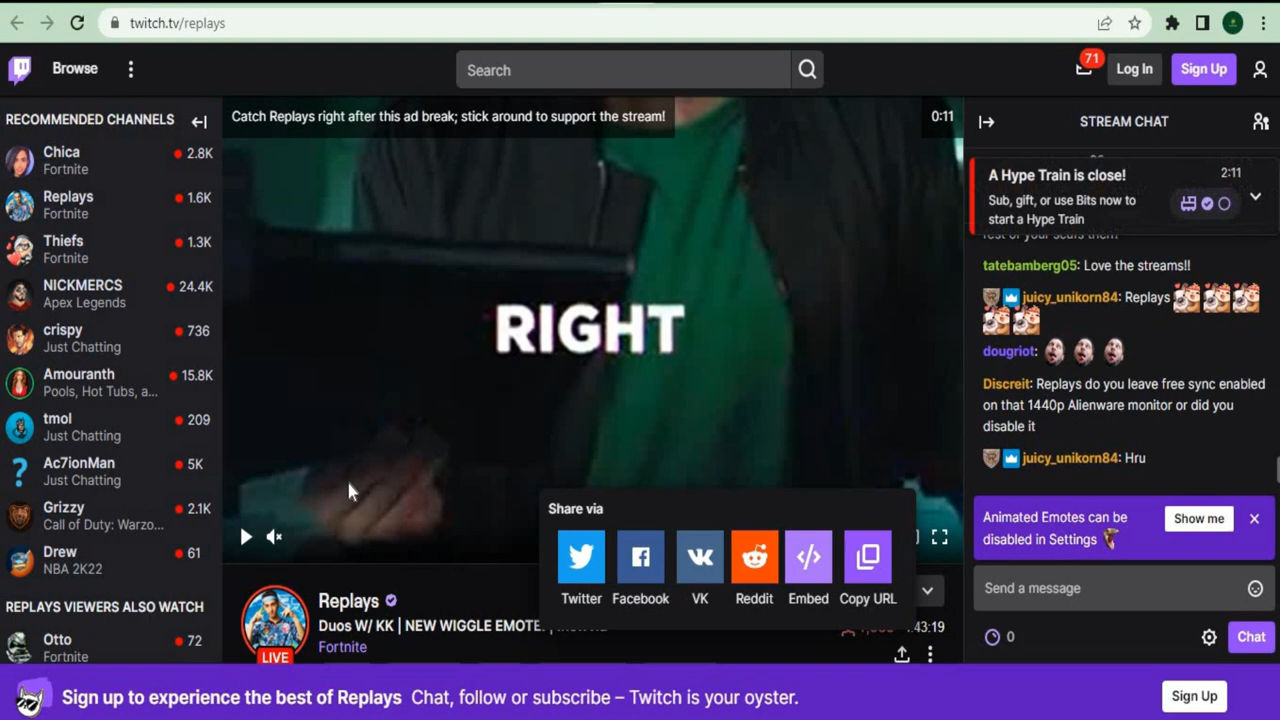 twitch.tv/replays
Browse
Search
71
Log In
Sign Up
RECOMMENDED CHANNELS
Chica
2.8K
Fortnite
Replays
1.6K
Fortnite
Thiefs
1.3K
Fortnite
NICKMERCS
24.4K
Apex Legends
crispy
736
Just Chatting
Amouranth
15.8K
Pools, Hot Tubs, a...
tmol
209
Just Chatting
Ac7ionMan
5K
Just Chatting
Grizzy
2.1K
Call of Duty: Warzo...
Drew
61
NBA 2K22
REPLAYS VIEWERS ALSO WATCH
Otto
72
Fortnite
Catch Replays right after this ad break; stick around to support the stream!
0:11
RIGHT
Share via
Twitter
Facebook
VK
Reddit
Embed
Copy URL
Replays
Duos W/ KK | NEW WIGGLE EMOTE!
:43:19
Fortnite
LIVE
STREAM CHAT
A Hype Train is close!
2:11
Sub, gift, or use Bits now to
start a Hype Train
tatebamberg05: Love the streams!!
juicy_unikorn84: Replays
dougriot:
Discreit: Replays do you leave free sync enabled
on that 1440p Alienware monitor or did you
disable it
juicy_unikorn84: Hru
Animated Emotes can be
disabled in Settings
Show me
Send a message
0
Chat
Sign up to experience the best of Replays Chat, follow or subscribe – Twitch is your oyster.
Sign Up